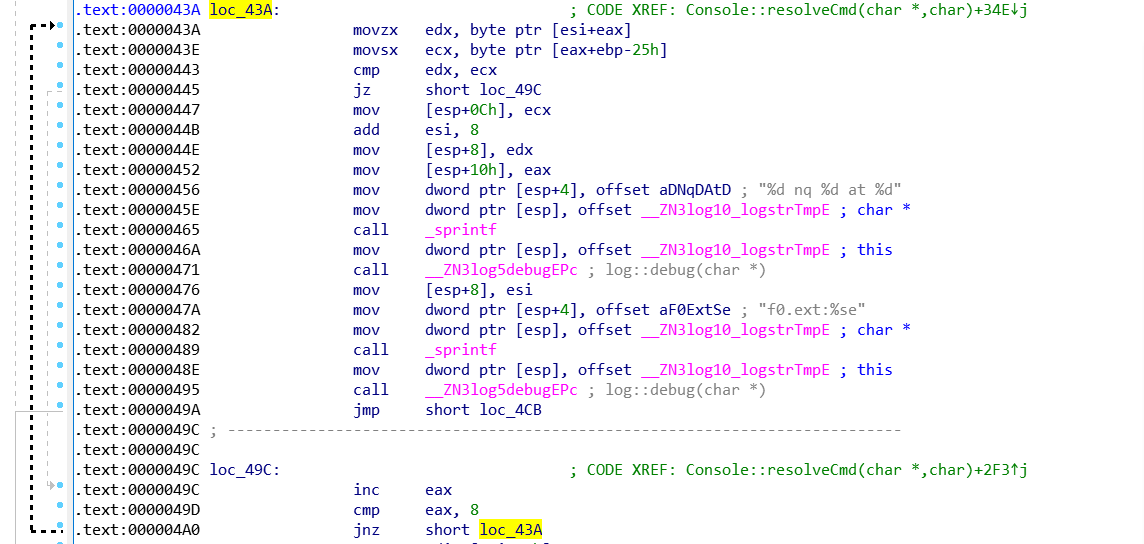 .text:0000043A loc_43A: ; CODE XREF: Console::resolveCmd(char *,char)+34E↓j
.text:0000043A movzx edx, byte ptr [esi+eax]
.text:0000043E movsx ecx, byte ptr [eax+ebp-25h]
.text:00000443 cmp edx, ecx
.text:00000445 jz short loc_49C
.text:00000447 mov [esp+0Ch], ecx
.text:0000044B add esi, 8
.text:0000044E mov [esp+8], edx
.text:00000452 mov [esp+10h], eax
.text:00000456 mov dword ptr [esp+4], offset aDNqDAtD ; "%d nq %d at %d"
.text:0000045E mov dword ptr [esp], offset __ZN3log10_logstrTmpE ; char *
.text:00000465 call _sprintf
.text:0000046A mov dword ptr [esp], offset __ZN3log10_logstrTmpE ; this
.text:00000471 call __ZN3log5debugEPc ; log::debug(char *)
.text:00000476 mov [esp+8], esi
.text:0000047A mov dword ptr [esp+4], offset aF0ExtSe ; "f0.ext:%se"
.text:00000482 mov dword ptr [esp], offset __ZN3log10_logstrTmpE ; char *
.text:00000489 call _sprintf
.text:0000048E mov dword ptr [esp], offset __ZN3log10_logstrTmpE ; this
.text:00000495 call __ZN3log5debugEPc ; log::debug(char *)
.text:0000049A jmp short loc_4CB
.text:0000049C ; ---------------------------------------------------------------------------
.text:0000049C
.text:0000049C loc_49C: ; CODE XREF: Console::resolveCmd(char *,char)+2F3↑j
.text:0000049C inc eax
.text:0000049D cmp eax, 8
.text:000004A0 jnz short loc_43A